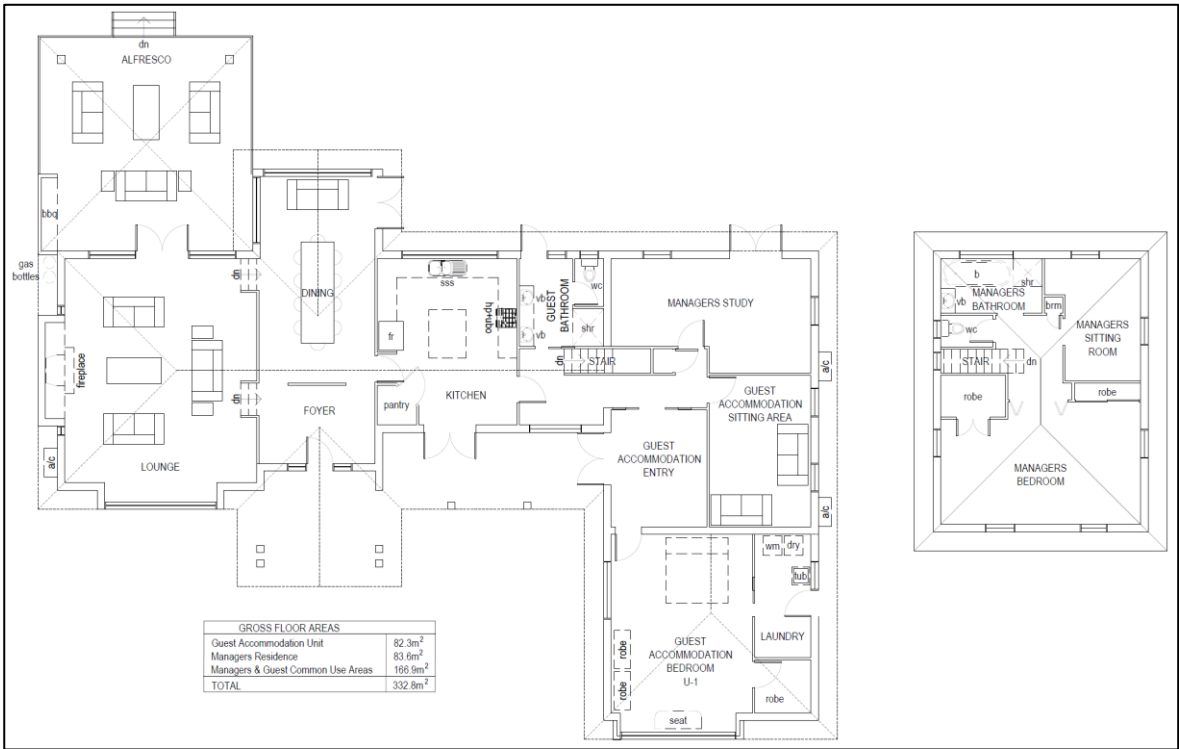 dn
ALFRESCO
bbq
gas
bottles
dn
DINING
sss
fr
hp+ubo
vb
vb
GUEST
BATHROOM
wc
shr
MANAGERS STUDY
fireplace
dn
dn
STAIR
a/c
pantry
KITCHEN
FOYER
GUEST
ACCOMMODATION
SITTING AREA
GUEST
ACCOMMODATION
ENTRY
a/c
LOUNGE
a/c
wm
dry
tub
LAUNDRY
GUEST
ACCOMMODATION
BEDROOM
U-1
robe
robe
robe
seat
b
shr
vb
MANAGERS
BATHROOM
brm
wc
MANAGERS
SITTING
ROOM
STAIR
dn
robe
robe
MANAGERS
BEDROOM
GROSS FLOOR AREAS
Guest Accommodation Unit 82.3m²
Managers Residence 83.6m²
Managers & Guest Common Use Areas 166.9m²
TOTAL 332.8m²